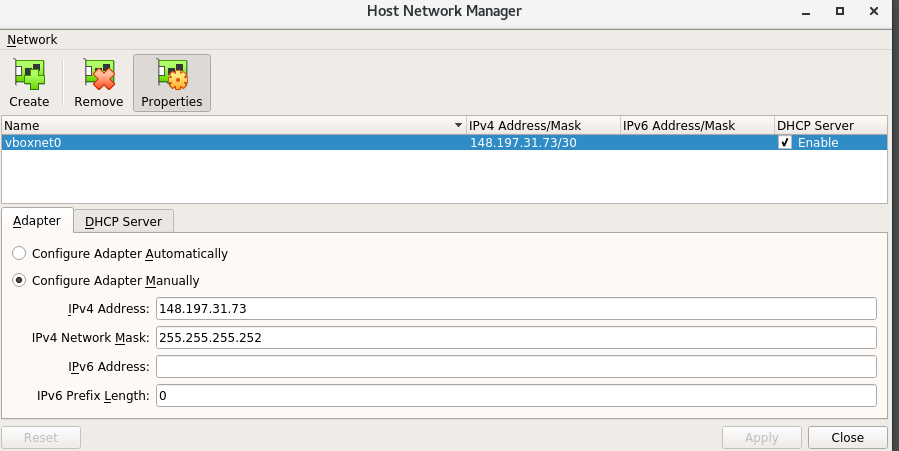 Host Network Manager
Network
Create Remove Properties
Name IPv4 Address/Mask IPv6 Address/Mask DHCP Server
vboxnet0 148.197.31.73/30 Enable
Adapter DHCP Server
Configure Adapter Automatically
Configure Adapter Manually
IPv4 Address: 148.197.31.73
IPv4 Network Mask: 255.255.255.252
IPv6 Address:
IPv6 Prefix Length: 0
Reset Apply Close